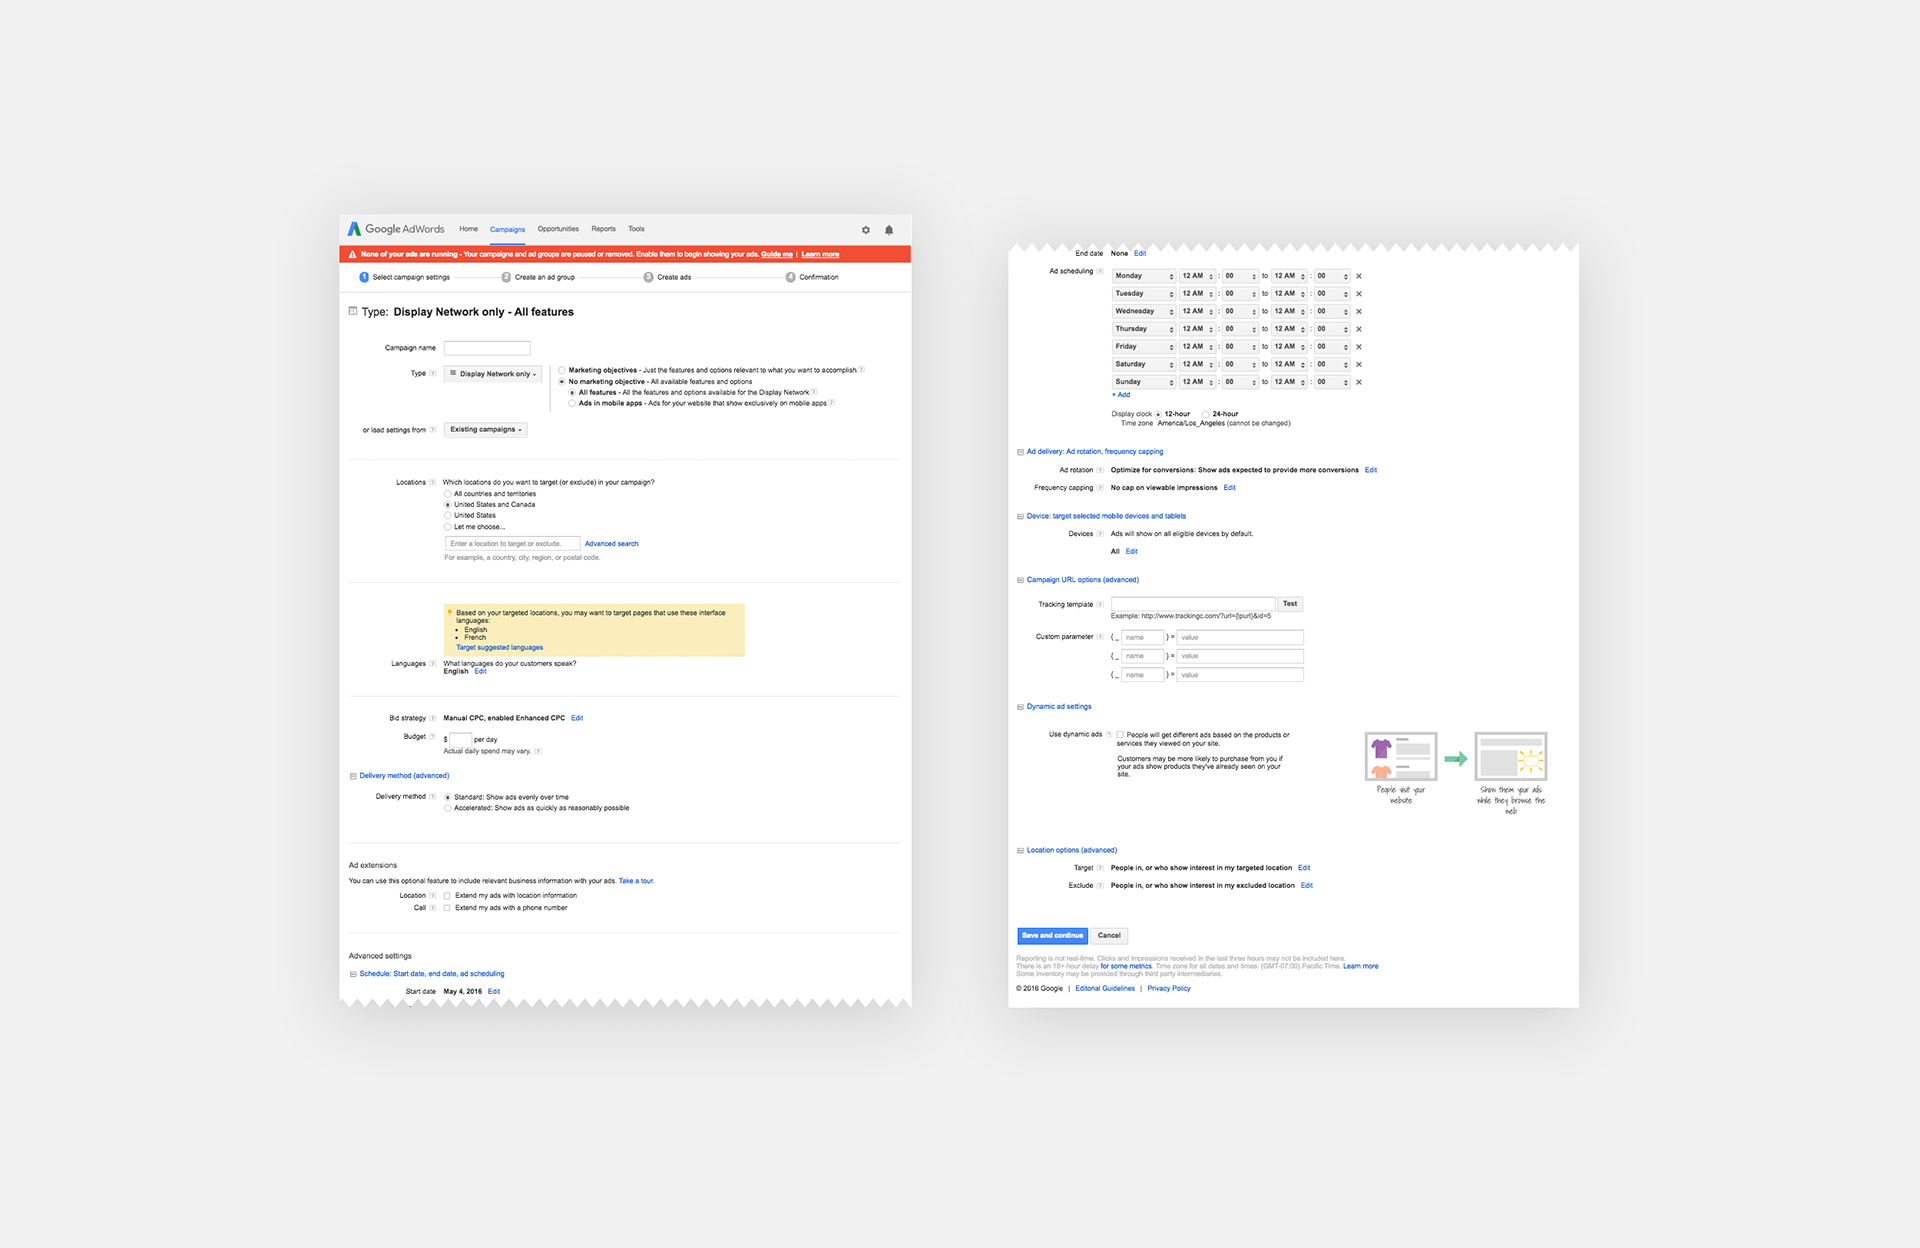 Google AdWords Home Campaigns Opportunities Reports Tools
None of your ads are running - Your campaigns and ad groups are paused or removed. Enable them to begin showing your ads. Guide me | Learn more
1 Select campaign settings 2 Create an ad group 3 Create ads 4 Confirmation
Type: Display Network only - All features
Campaign name
Type ? Display Network only
Marketing objectives - Just the features and options relevant to what you want to accomplish ?
No marketing objective - All available features and options
All features - All the features and options available for the Display Network ?
Ads in mobile apps - Ads for your website that show exclusively on mobile apps ?
or load settings from ? Existing campaigns
Locations ? Which locations do you want to target (or exclude) in your campaign?
All countries and territories
United States and Canada
United States
Let me choose...
Enter a location to target or exclude. Advanced search
For example, a country, city, region, or postal code.
Based on your targeted locations, you may want to target pages that use these interface
languages:
• English
• French
Target suggested languages
Languages ? What languages do your customers speak?
English Edit
Bid strategy ? Manual CPC, enabled Enhanced CPC Edit
Budget ? $ per day
Actual daily spend may vary. ?
Delivery method (advanced)
Delivery method ? Standard: Show ads evenly over time
Accelerated: Show ads as quickly as reasonably possible
Ad extensions
You can use this optional feature to include relevant business information with your ads. Take a tour.
Location ? Extend my ads with location information
Call ? Extend my ads with a phone number
Advanced settings
Schedule: Start date, end date, ad scheduling
Start date May 4, 2016 Edit
End date None Edit
Ad scheduling ? Monday 12 AM : 00 to 12 AM : 00 ×
Tuesday 12 AM : 00 to 12 AM : 00 ×
Wednesday 12 AM : 00 to 12 AM : 00 ×
Thursday 12 AM : 00 to 12 AM : 00 ×
Friday 12 AM : 00 to 12 AM : 00 ×
Saturday 12 AM : 00 to 12 AM : 00 ×
Sunday 12 AM : 00 to 12 AM : 00 ×
+ Add
Display clock 12-hour 24-hour
Time zone America/Los_Angeles (cannot be changed)
Ad delivery: Ad rotation, frequency capping
Ad rotation ? Optimize for conversions: Show ads expected to provide more conversions Edit
Frequency capping ? No cap on viewable impressions Edit
Device: target selected mobile devices and tablets
Devices ? Ads will show on all eligible devices by default.
All Edit
Campaign URL options (advanced)
Tracking template ? Test
Example: http://www.trackingc.com/?url={lpurl}&id=5
Custom parameter ? {_ name } = value
{_ name } = value
{_ name } = value
Dynamic ad settings
Use dynamic ads ? People will get different ads based on the products or
services they viewed on your site.
Customers may be more likely to purchase from you if
your ads show products they've already seen on your
site.
People visit your
website
Show them your ads
while they browse the
web
Location options (advanced)
Target ? People in, or who show interest in my targeted location Edit
Exclude ? People in, or who show interest in my excluded location Edit
Save and continue Cancel
Reporting is not real-time. Clicks and impressions received in the last three hours may not be included here.
There is an 18+ hour delay for some metrics. Time zone for all dates and times: (GMT-07:00) Pacific Time. Learn more
Some inventory may be provided through third party intermediaries.
© 2016 Google | Editorial Guidelines | Privacy Policy